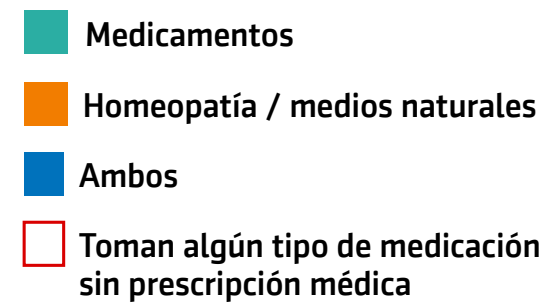 Medicamentos
Homeopatía / medios naturales
Ambos
Toman algún tipo de medicación
sin prescripción médica